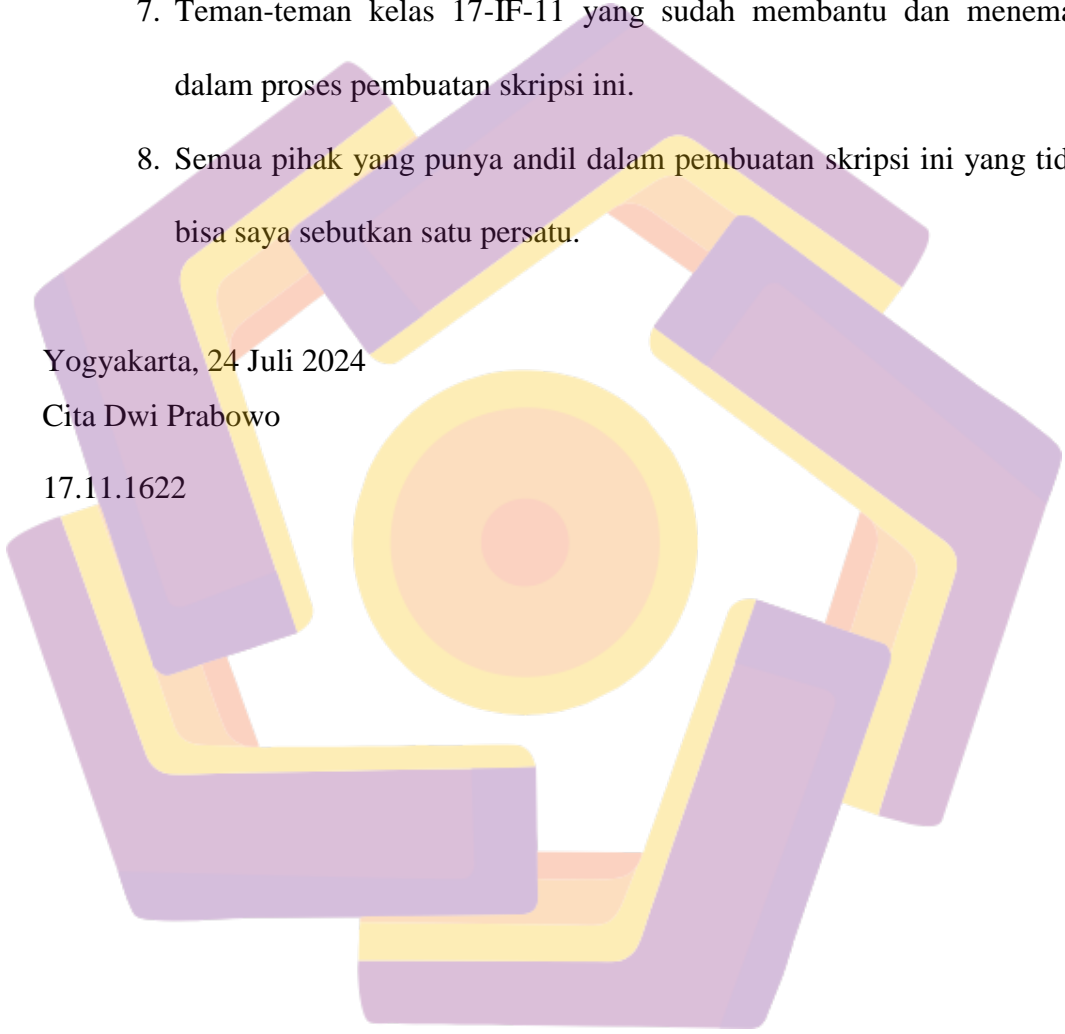 7. Teman-teman kelas 17-IF-11 yang sudah membantu dan menema
dalam proses pembuatan skripsi ini.
8. Semua pihak yang punya andil dalam pembuatan skripsi ini yang tid
bisa saya sebutkan satu persatu.
Yogyakarta, 24 Juli 2024
Cita Dwi Prabowo
17.11.1622